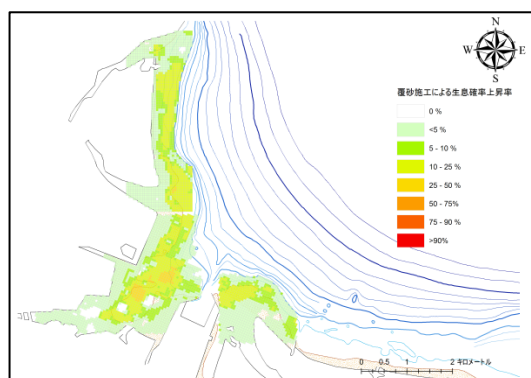 N
W
E
S
覆砂施工による生息確率上昇率
0 %
<5 %
5 - 10 %
10 - 25 %
25 - 50 %
50 - 75%
75 - 90 %
>90%
0 0.5 1 2 キロメートル